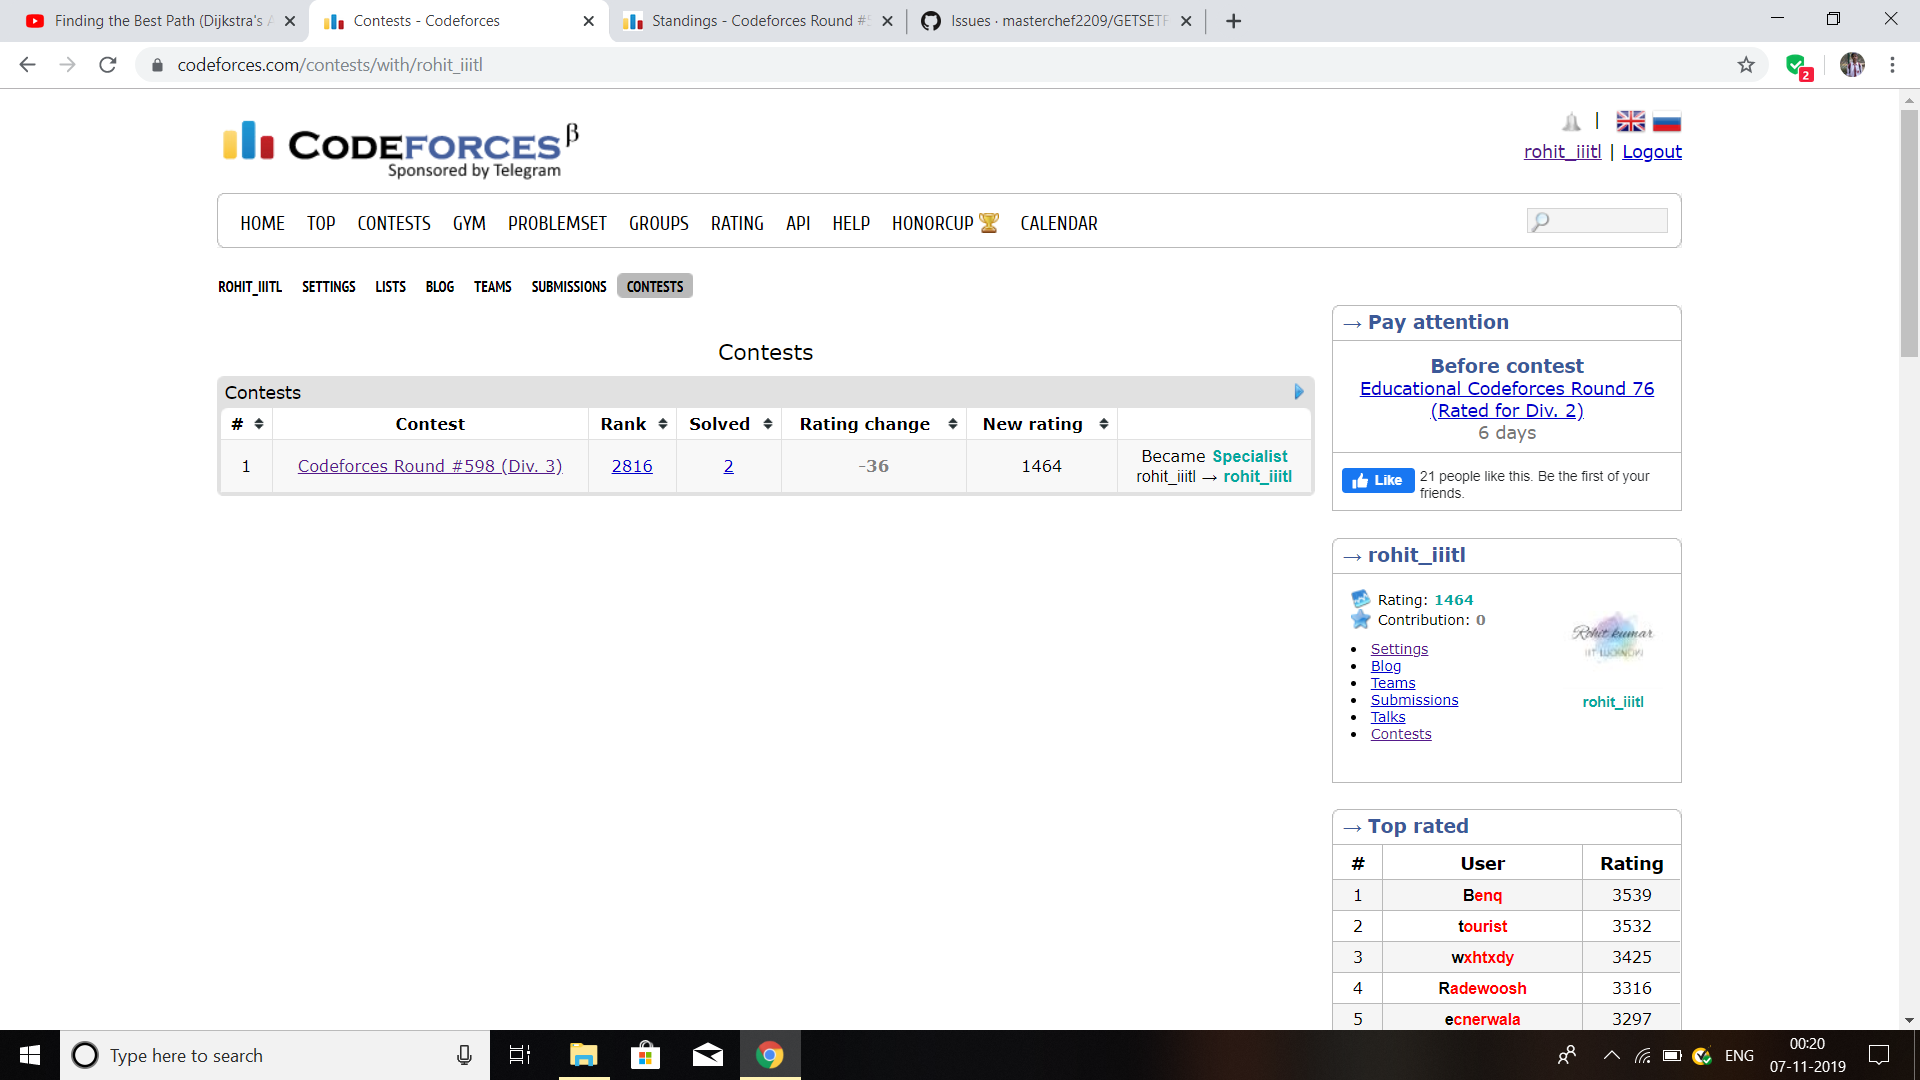 Finding the Best Path (Dijkstra's A
Contests - Codeforces
Standings - Codeforces Round #5
Issues · masterchef2209/GETSETF
codeforces.com/contests/with/rohit_iiitl
2
CODEFORCES β
Sponsored by Telegram
rohit_iiitl | Logout
HOME TOP CONTESTS GYM PROBLEMSET GROUPS RATING API HELP HONORCUP CALENDAR
ROHIT_IIITL SETTINGS LISTS BLOG TEAMS SUBMISSIONS CONTESTS
Contests
Contests
# Contest Rank Solved Rating change New rating
1 Codeforces Round #598 (Div. 3) 2816 2 -36 1464 Became Specialist
rohit_iiitl → rohit_iiitl
→ Pay attention
Before contest
Educational Codeforces Round 76
(Rated for Div. 2)
6 days
Like 21 people like this. Be the first of your
friends.
→ rohit_iiitl
Rating: 1464
Contribution: 0
Settings
Blog
Teams
Submissions
Talks
Contests
Rohit kumar
IIIT LUCKNOW
rohit_iiitl
→ Top rated
# User Rating
1 Benq 3539
2 tourist 3532
3 wxhtxdy 3425
4 Radewoosh 3316
5 ecnerwala 3297
Type here to search
ENG
00:20
07-11-2019